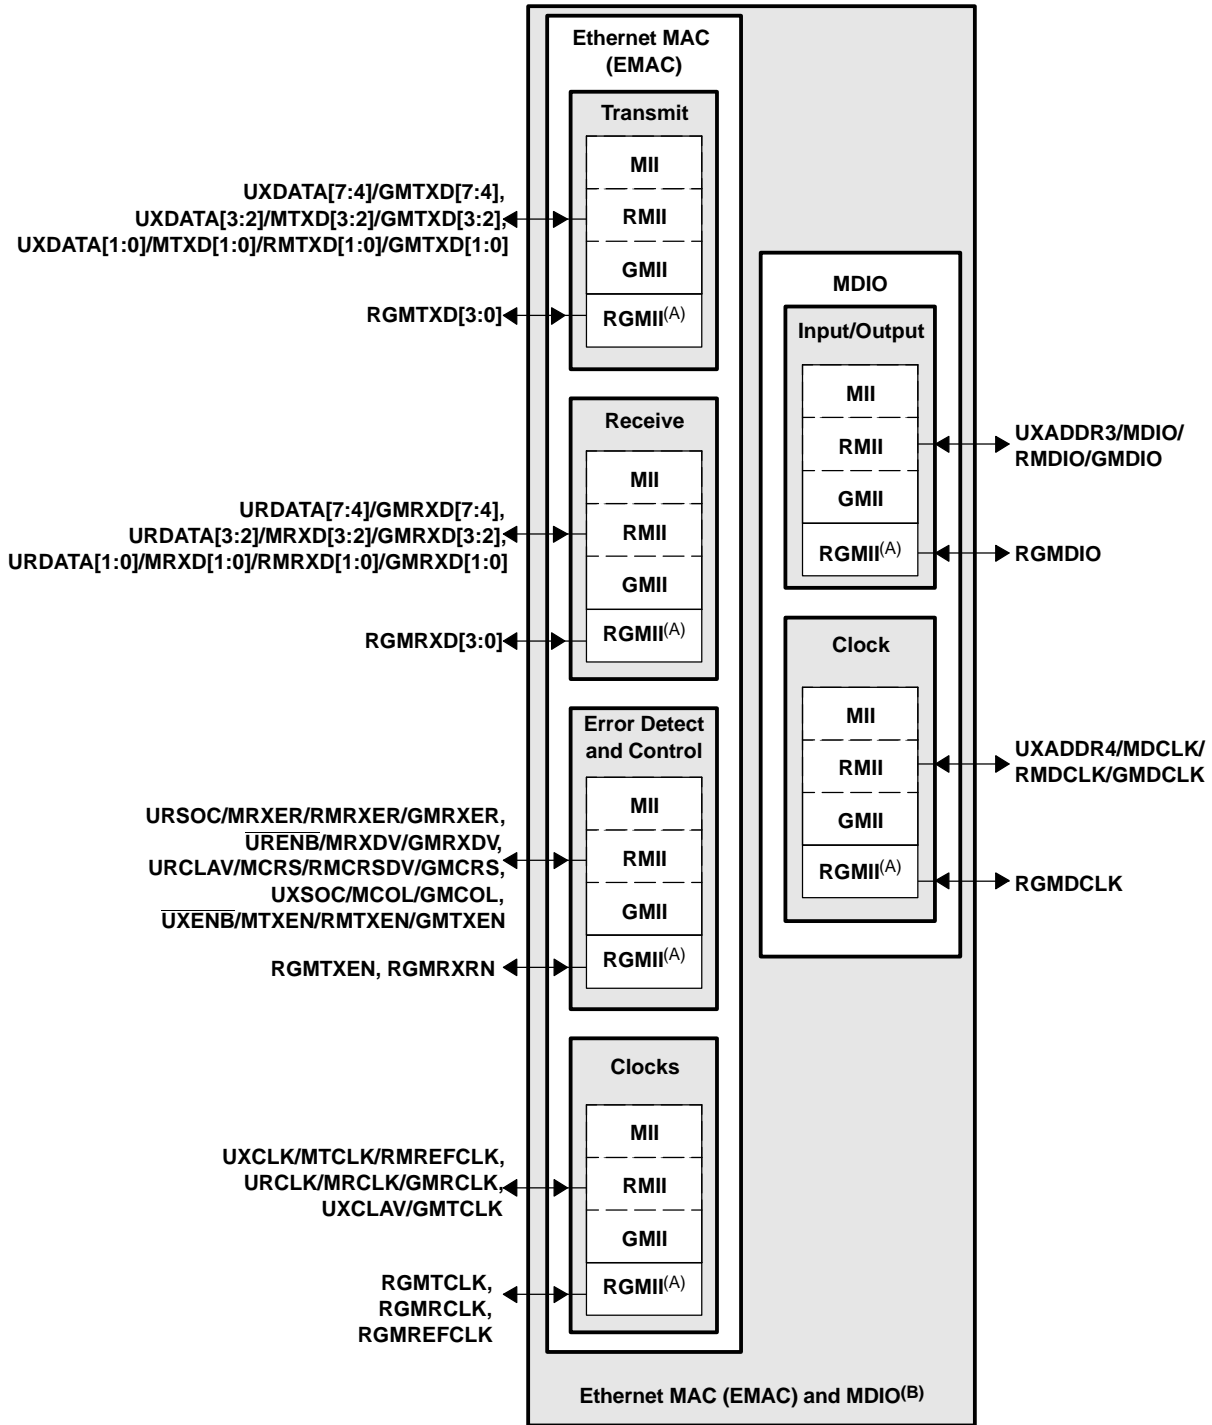 Ethernet MAC
(EMAC)
Transmit
MII
RMII
GMII
RGMII(A)
UXDATA[7:4]/GMTXD[7:4],
UXDATA[3:2]/MTXD[3:2]/GMTXD[3:2],
UXDATA[1:0]/MTXD[1:0]/RMTXD[1:0]/GMTXD[1:0]
RGMTXD[3:0]
Receive
MII
RMII
GMII
RGMII(A)
URDATA[7:4]/GMRXD[7:4],
URDATA[3:2]/MRXD[3:2]/GMRXD[3:2],
URDATA[1:0]/MRXD[1:0]/RMRXD[1:0]/GMRXD[1:0]
RGMRXD[3:0]
Error Detect
and Control
MII
RMII
GMII
RGMII(A)
URSOC/MRXER/RMRXER/GMRXER,
URENB/MRXDV/GMRXDV,
URCLAV/MCRS/RMCRSDV/GMCRS,
UXSOC/MCOL/GMCOL,
UXENB/MTXEN/RMTXEN/GMTXEN
RGMTXEN, RGMRXRN
Clocks
MII
RMII
GMII
RGMII(A)
UXCLK/MTCLK/RMREFCLK,
URCLK/MRCLK/GMRCLK,
UXCLAV/GMTCLK
RGMTCLK,
RGMRCLK,
RGMREFCLK
MDIO
Input/Output
MII
RMII
GMII
RGMII(A)
UXADDR3/MDIO/
RMDIO/GMDIO
RGMDIO
Clock
MII
RMII
GMII
RGMII(A)
UXADDR4/MDCLK/
RMDCLK/GMDCLK
RGMDCLK
Ethernet MAC (EMAC) and MDIO(B)